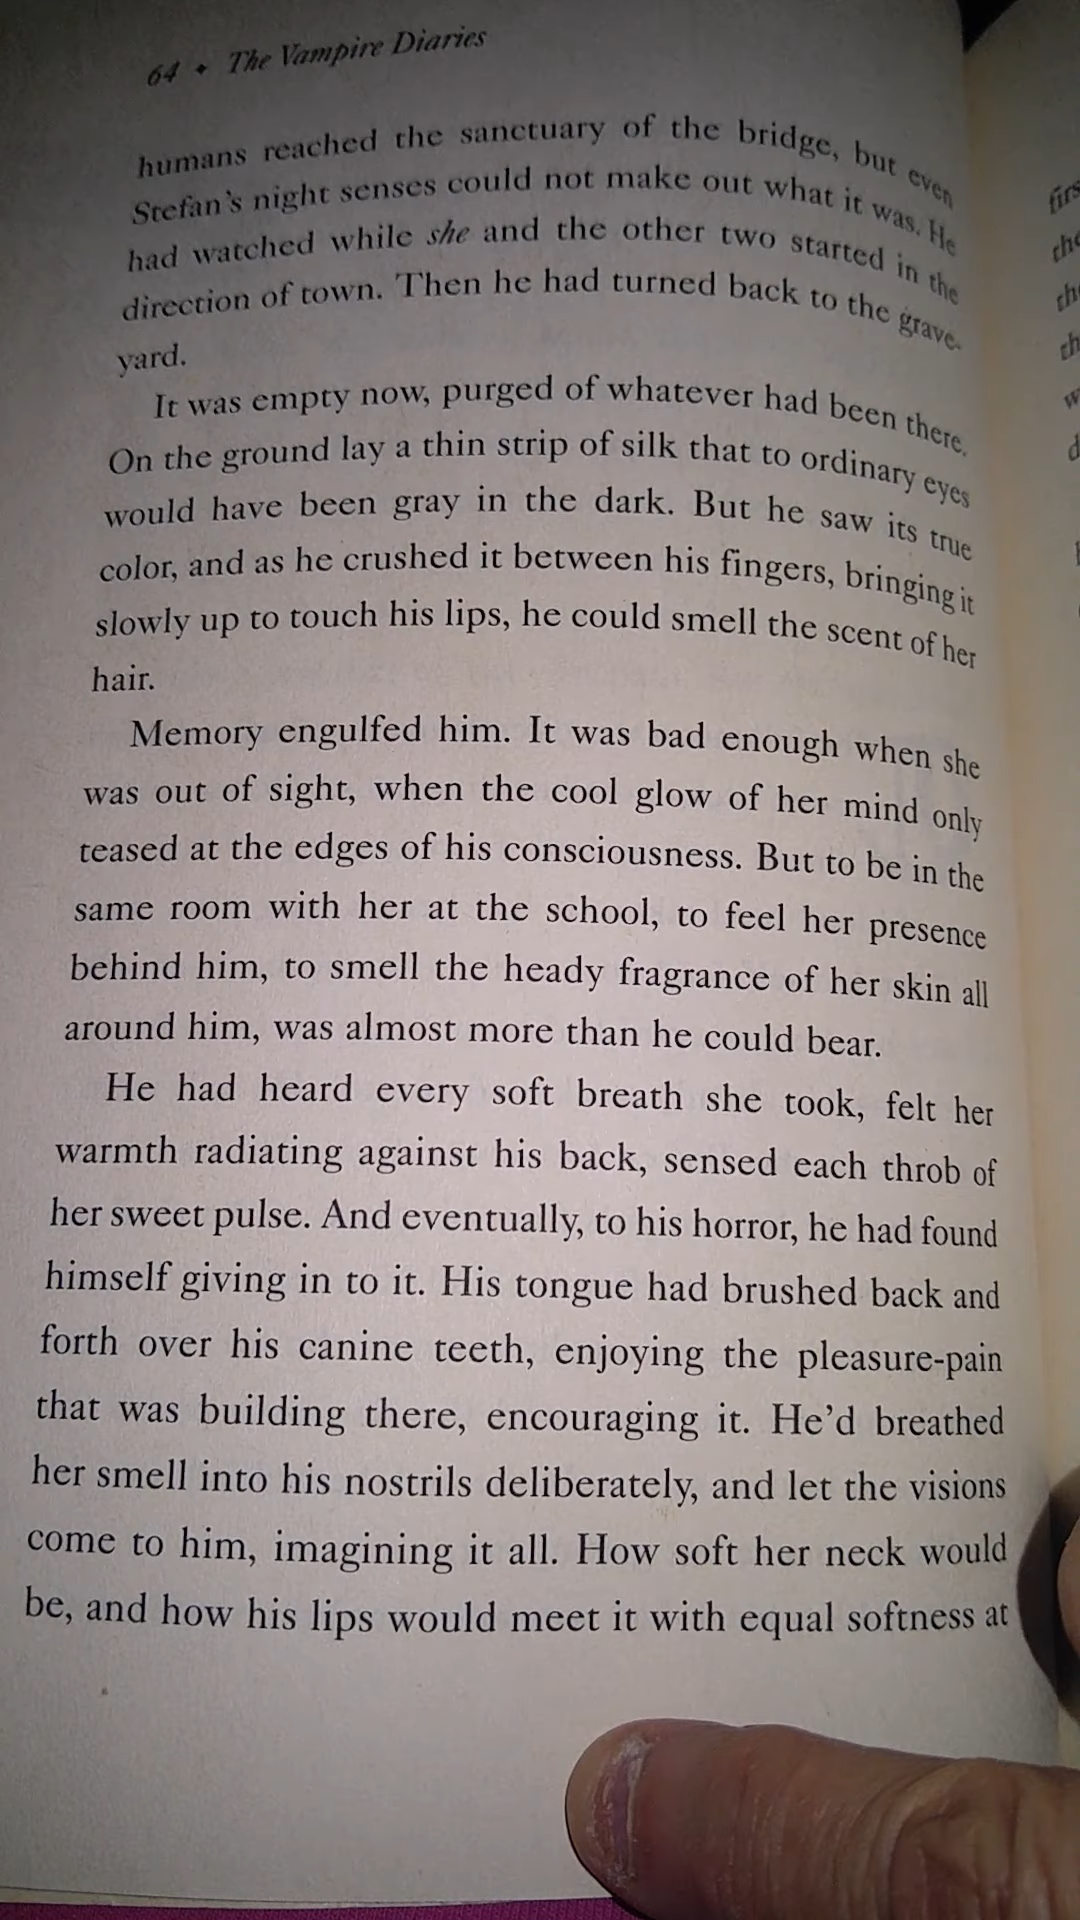 64 • The Vampire Diaries
humans reached the sanctuary of the bridge, but even
Stefan's night senses could not make out what it was. He
had watched while she and the other two started in the
direction of town. Then he had turned back to the grave-
yard.
It was empty now, purged of whatever had been there.
On the ground lay a thin strip of silk that to ordinary eyes
would have been gray in the dark. But he saw its true
color, and as he crushed it between his fingers, bringing it
slowly up to touch his lips, he could smell the scent of her
hair.
Memory engulfed him. It was bad enough when she
was out of sight, when the cool glow of her mind only
teased at the edges of his consciousness. But to be in the
same room with her at the school, to feel her presence
behind him, to smell the heady fragrance of her skin all
around him, was almost more than he could bear.
He had heard every soft breath she took, felt her
warmth radiating against his back, sensed each throb of
her sweet pulse. And eventually, to his horror, he had found
himself giving in to it. His tongue had brushed back and
forth over his canine teeth, enjoying the pleasure-pain
that was building there, encouraging it. He'd breathed
her smell into his nostrils deliberately, and let the visions
come to him, imagining it all. How soft her neck would
be, and how his lips would meet it with equal softness at